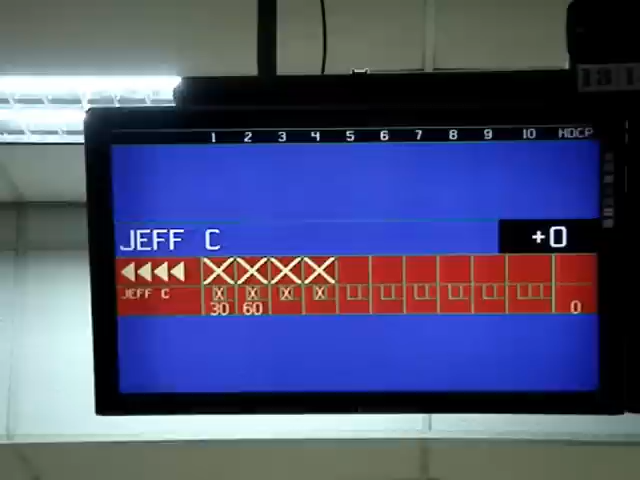 1 2 3 4 5 6 7 8 9 10 HDCP
JEFF C +0
X X X X
JEFF C X X X X
30 60 0